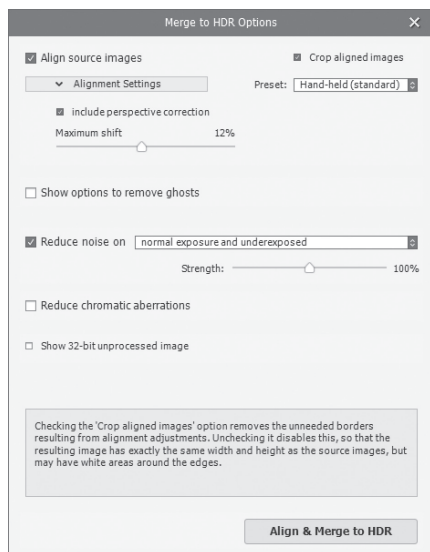 Merge to HDR Options
Align source images
Crop aligned images
Alignment Settings
Preset: Hand-held (standard)
include perspective correction
Maximum shift 12%
Show options to remove ghosts
Reduce noise on normal exposure and underexposed
Strength: 100%
Reduce chromatic aberrations
Show 32-bit unprocessed image
Checking the 'Crop aligned images' option removes the unneeded borders
resulting from alignment adjustments. Unchecking it disables this, so that the
resulting image has exactly the same width and height as the source images, but
may have white areas around the edges.
Align & Merge to HDR